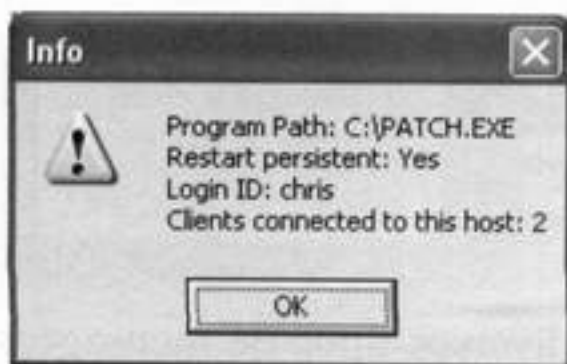 Info
Program Path: C:\PATCH.EXE
Restart persistent: Yes
Login ID: chris
Clients connected to this host: 2
OK